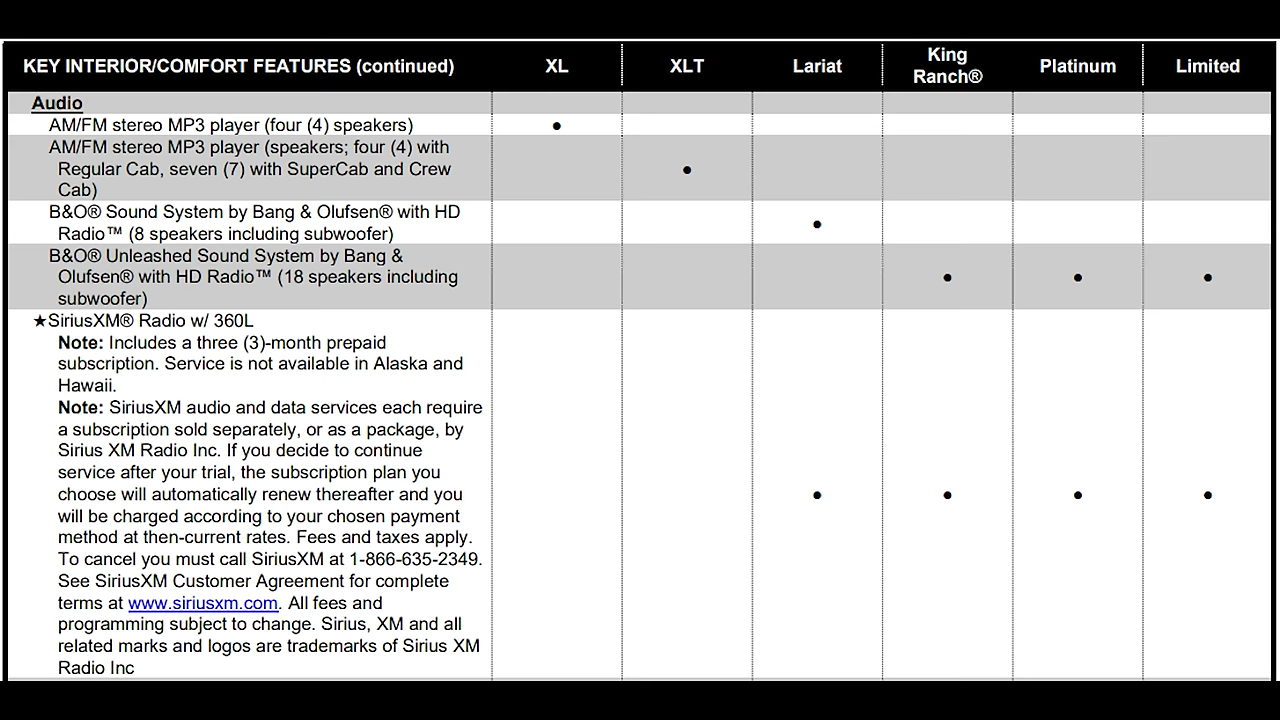 KEY INTERIOR/COMFORT FEATURES (continued) XL XLT Lariat King Ranch® Platinum Limited
Audio
AM/FM stereo MP3 player (four (4) speakers) •
AM/FM stereo MP3 player (speakers; four (4) with
Regular Cab, seven (7) with SuperCab and Crew •
Cab)
B&O® Sound System by Bang & Olufsen® with HD
Radio™ (8 speakers including subwoofer) •
B&O® Unleashed Sound System by Bang &
Olufsen® with HD Radio™ (18 speakers including • • •
subwoofer)
★SiriusXM® Radio w/ 360L
Note: Includes a three (3)-month prepaid
subscription. Service is not available in Alaska and
Hawaii.
Note: SiriusXM audio and data services each require
a subscription sold separately, or as a package, by
Sirius XM Radio Inc. If you decide to continue
service after your trial, the subscription plan you
choose will automatically renew thereafter and you • • • •
will be charged according to your chosen payment
method at then-current rates. Fees and taxes apply.
To cancel you must call SiriusXM at 1-866-635-2349.
See SiriusXM Customer Agreement for complete
terms at www.siriusxm.com. All fees and
programming subject to change. Sirius, XM and all
related marks and logos are trademarks of Sirius XM
Radio Inc